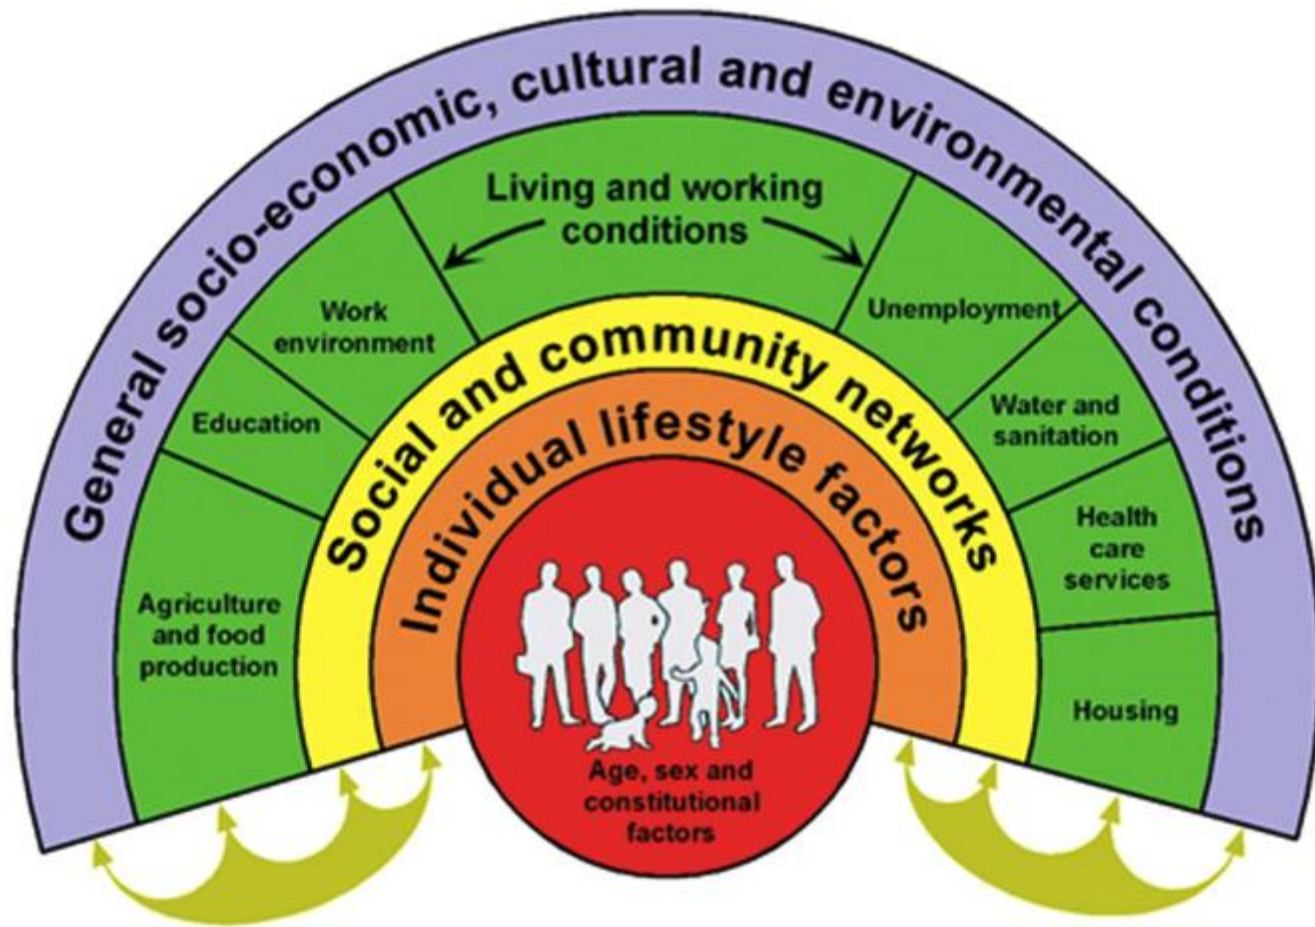 General socio-economic, cultural and environmental conditions
Living and working
conditions
Work
environment
Unemployment
Education
Water and
sanitation
Agriculture
and food
production
Health
care
services
Housing
Social and community networks
Individual lifestyle factors
Age, sex and
constitutional
factors